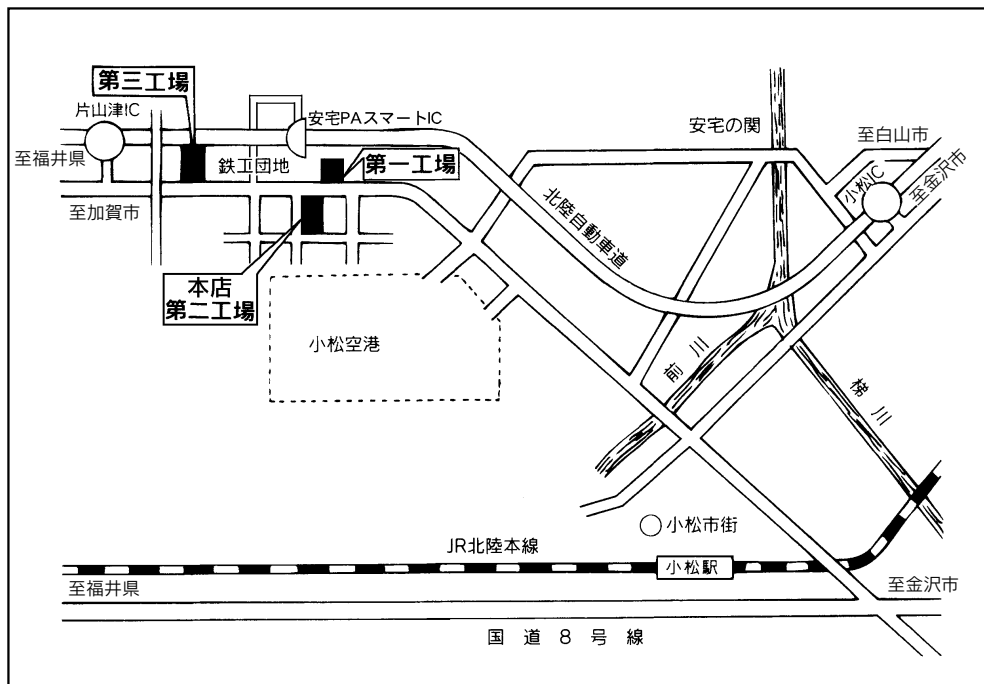 第三工場
片山津IC
安宅PAスマートIC
安宅の関
至白山市
至福井県
鉄工団地
第一工場
小松IC
至金沢市
至加賀市
北陸自動車道
本店
第二工場
小松空港
前川
梯川
小松市街
JR北陸本線
小松駅
至福井県
至金沢市
国道8号線